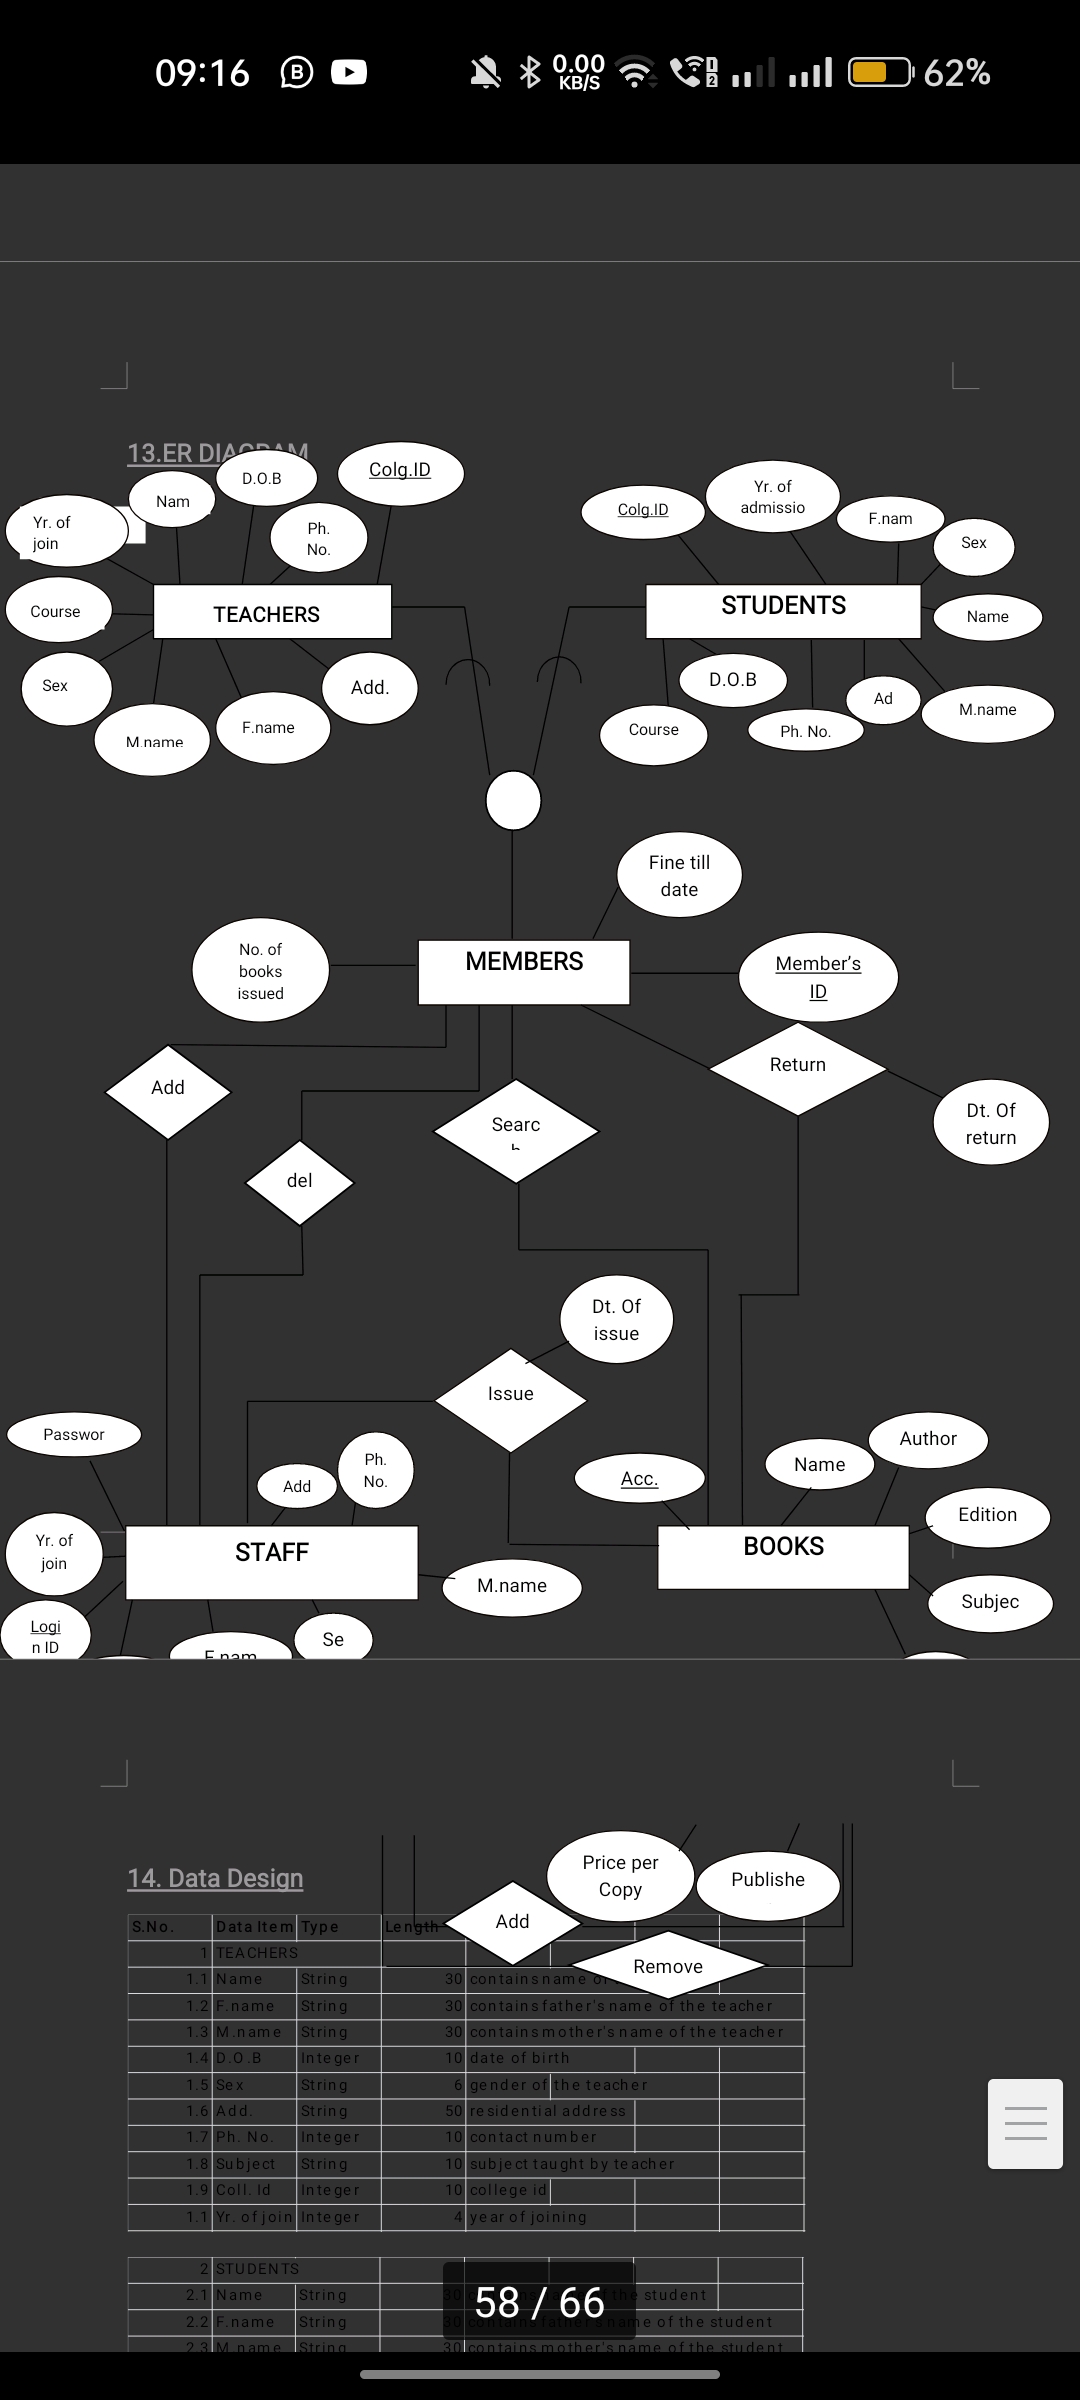 09:16
0.00
KB/S
62%
13.ER DIAGRAM
Colg.ID
D.O.B
Nam
Yr. of
join
Ph.
No.
Course
TEACHERS
Sex
Add.
M.name
F.name
Yr. of
admissio
Colg.ID
F.nam
Sex
STUDENTS
Name
D.O.B
Ad
M.name
Course
Ph. No.
Fine till
date
No. of
books
issued
MEMBERS
Member's
ID
Add
Return
Dt. Of
return
Searc
h
del
Dt. Of
issue
Issue
Passwor
Add
Ph.
No.
Acc.
Name
Author
Edition
Yr. of
join
STAFF
BOOKS
M.name
Subjec
Logi
n ID
F.nam
Se
Price per
Copy
Publishe
14. Data Design
Add
Remove
S.No. Data Item Type Length
1 TEACHERS
1.1 Name String 30 contains name of
1.2 F.name String 30 contains father's name of the teacher
1.3 M.name String 30 contains mother's name of the teacher
1.4 D.O.B Integer 10 date of birth
1.5 Sex String 6 gender of the teacher
1.6 Add. String 50 residential address
1.7 Ph. No. Integer 10 contact number
1.8 Subject String 10 subject taught by teacher
1.9 Coll. Id Integer 10 college id
1.1 Yr. of join Integer 4 year of joining
2 STUDENTS
2.1 Name String 30 the student
2.2 F.name String 30 contains father's name of the student
2.3 M.name String 30 contains mother's name of the student
58 / 66